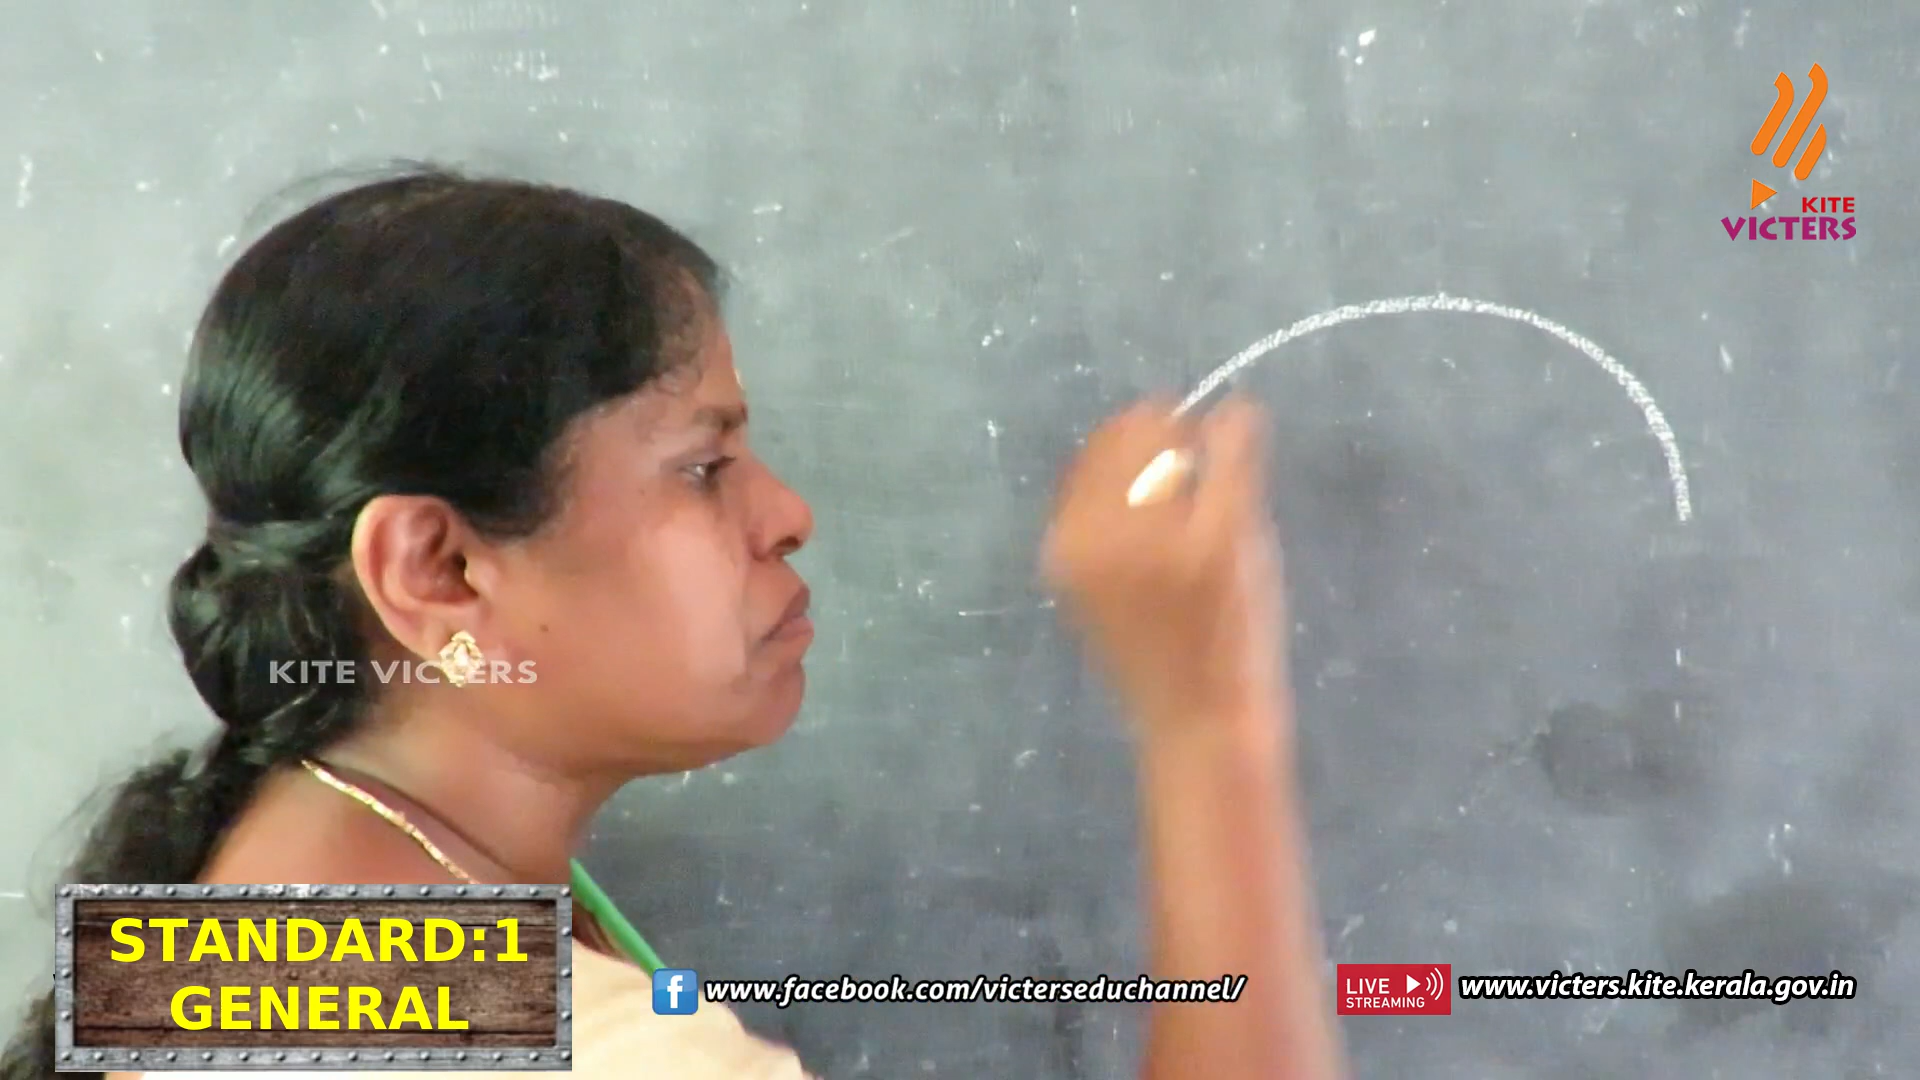 KITE
VICTERS
KITE VICTERS
STANDARD:1
GENERAL
www.facebook.com/victerseduchannel/
LIVE
STREAMING
www.victers.kite.kerala.gov.in